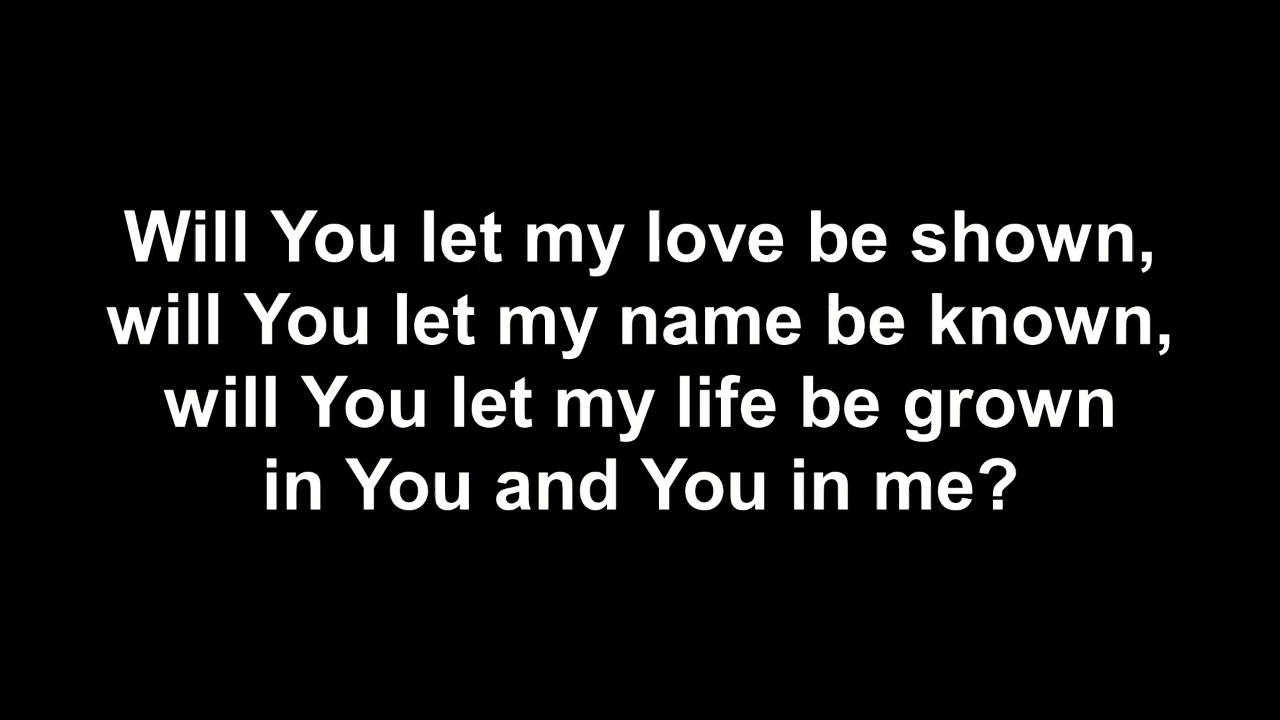 Will You let my love be shown,
will You let my name be known,
will You let my life be grown
in You and You in me?